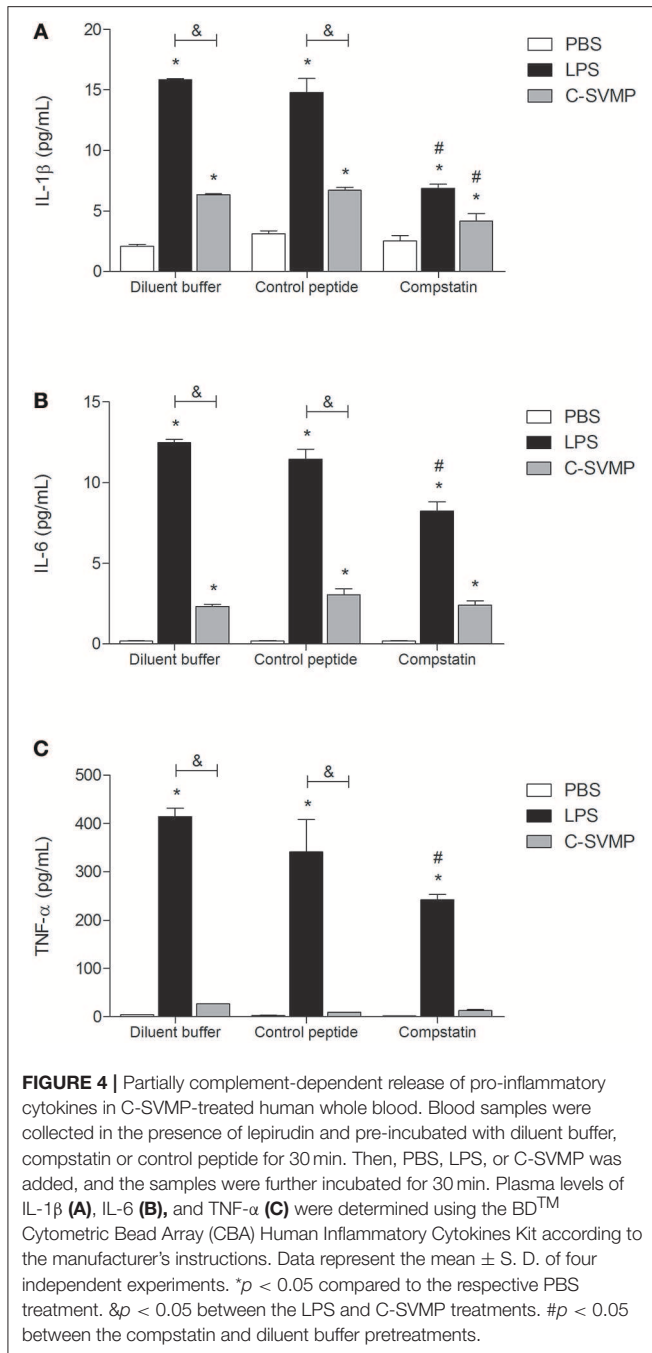 A
&
&
20
15
10
5
0
IL-1β (pg/mL)
*
*
*
*
#
*
#
*
PBS
LPS
C-SVMP
Diluent buffer
Control peptide
Compstatin
B
&
&
15
10
5
0
IL-6 (pg/mL)
*
*
*
*
#
*
*
PBS
LPS
C-SVMP
Diluent buffer
Control peptide
Compstatin
C
&
&
500
400
300
200
100
0
TNF-α (pg/mL)
*
*
#
*
PBS
LPS
C-SVMP
Diluent buffer
Control peptide
Compstatin
FIGURE 4 | Partially complement-dependent release of pro-inflammatory
cytokines in C-SVMP-treated human whole blood. Blood samples were
collected in the presence of lepirudin and pre-incubated with diluent buffer,
compstatin or control peptide for 30 min. Then, PBS, LPS, or C-SVMP was
added, and the samples were further incubated for 30 min. Plasma levels of
IL-1β (A), IL-6 (B), and TNF-α (C) were determined using the BD™
Cytometric Bead Array (CBA) Human Inflammatory Cytokines Kit according to
the manufacturer's instructions. Data represent the mean ± S. D. of four
independent experiments. *p < 0.05 compared to the respective PBS
treatment. &p < 0.05 between the LPS and C-SVMP treatments. #p < 0.05
between the compstatin and diluent buffer pretreatments.